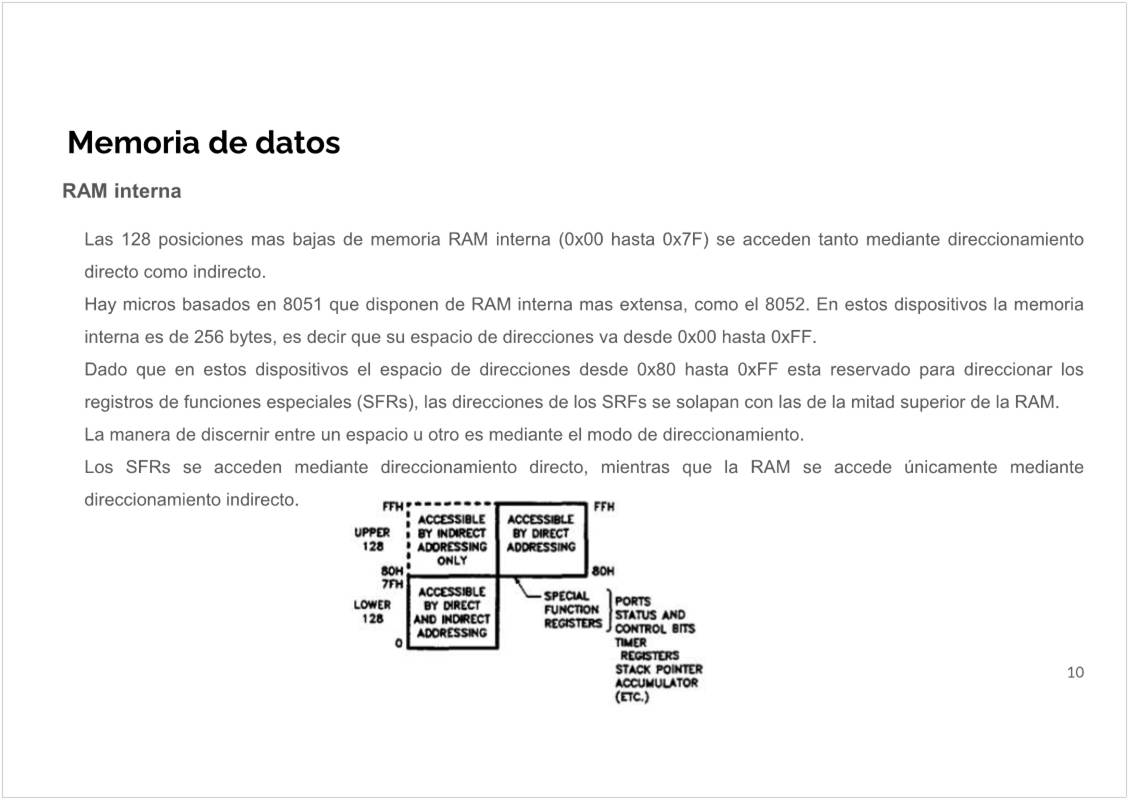 Memoria de datos
RAM interna
Las 128 posiciones mas bajas de memoria RAM interna (0x00 hasta 0x7F) se acceden tanto mediante direccionamiento
directo como indirecto.
Hay micros basados en 8051 que disponen de RAM interna mas extensa, como el 8052. En estos dispositivos la memoria
interna es de 256 bytes, es decir que su espacio de direcciones va desde 0x00 hasta 0xFF.
Dado que en estos dispositivos el espacio de direcciones desde 0x80 hasta 0xFF esta reservado para direccionar los
registros de funciones especiales (SFRs), las direcciones de los SRFs se solapan con las de la mitad superior de la RAM.
La manera de discernir entre un espacio u otro es mediante el modo de direccionamiento.
Los SFRs se acceden mediante direccionamiento directo, mientras que la RAM se accede únicamente mediante
direccionamiento indirecto.
FFH
UPPER
128
80H
ACCESSIBLE
BY INDIRECT
ADDRESSING
ONLY
ACCESSIBLE
BY DIRECT
ADDRESSING
FFH
80H
7FH
LOWER
128
0
ACCESSIBLE
BY DIRECT
AND INDIRECT
ADDRESSING
SPECIAL
FUNCTION
REGISTERS
PORTS
STATUS AND
CONTROL BITS
TIMER
REGISTERS
STACK POINTER
ACCUMULATOR
(ETC.)
10